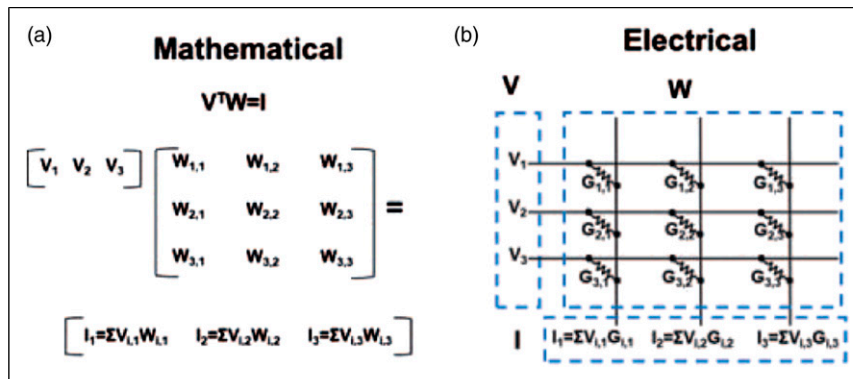 (a)
Mathematical
VᵀW=I
V₁ V₂ V₃
W₁,₁ W₁,₂ W₁,₃
W₂,₁ W₂,₂ W₂,₃ =
W₃,₁ W₃,₂ W₃,₃
I₁=ΣVᵢ,₁Wᵢ,₁ I₂=ΣVᵢ,₂Wᵢ,₂ I₃=ΣVᵢ,₃Wᵢ,₃
(b)
Electrical
V W
V₁
G₁,₁ G₁,₂ G₁,₃
V₂
G₂,₁ G₂,₂ G₂,₃
V₃
G₃,₁ G₃,₂ G₃,₃
I I₁=ΣVᵢ,₁Gᵢ,₁ I₂=ΣVᵢ,₂Gᵢ,₂ I₃=ΣVᵢ,₃Gᵢ,₃